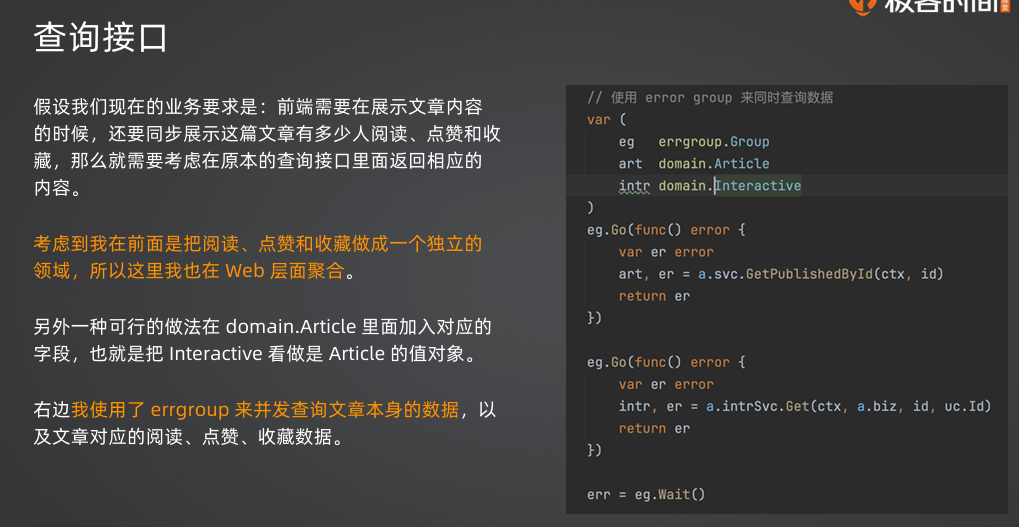 极客时间
查询接口
假设我们现在的业务要求是：前端需要在展示文章内容
的时候，还要同步展示这篇文章有多少人阅读、点赞和收
藏，那么就需要考虑在原本的查询接口里面返回相应的
内容。
考虑到我在前面是把阅读、点赞和收藏做成一个独立的
领域，所以这里我也在 Web 层面聚合。
另外一种可行的做法在 domain.Article 里面加入对应的
字段，也就是把 Interactive 看做是 Article 的值对象。
右边我使用了 errgroup 来并发查询文章本身的数据，以
及文章对应的阅读、点赞、收藏数据。
// 使用 error group 来同时查询数据
var (
eg errgroup.Group
art domain.Article
intr domain.Interactive
)
eg.Go(func() error {
var er error
art, er = a.svc.GetPublishedById(ctx, id)
return er
})
eg.Go(func() error {
var er error
intr, er = a.intrSvc.Get(ctx, a.biz, id, uc.Id)
return er
})
err = eg.Wait()